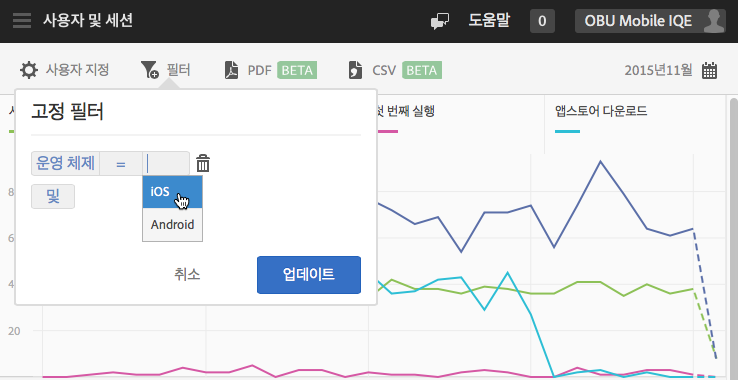 사용자 및 세션
도움말
0
OBU Mobile IQE
사용자 지정
필터
PDF BETA
CSV BETA
2015년11월
고정 필터
번째 실행
앱스토어 다운로드
운영 체제
=
및
iOS
Android
취소
업데이트
8
6
4
20